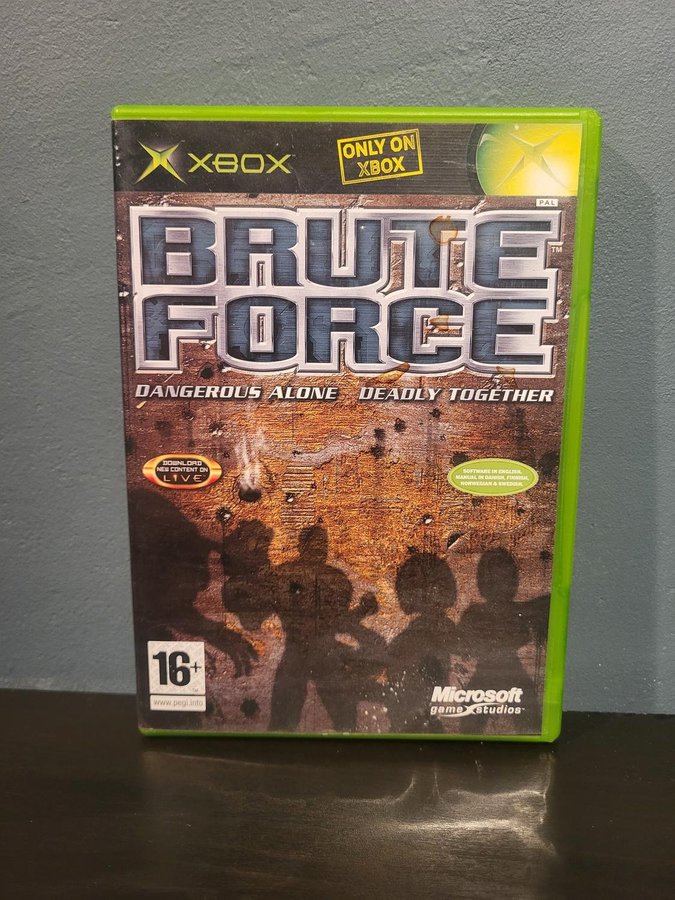 XBOX
ONLY ON
XBOX
PAL
BRUTE
FORCE
TM
DANGEROUS ALONE DEADLY TOGETHER
DOWNLOAD
NEW CONTENT ON
LIVE
SOFTWARE IN ENGLISH.
MANUAL IN DANISH, FINNISH,
NORWEGIAN & SWEDISH.
16+
www.pegi.info
Microsoft
game studios